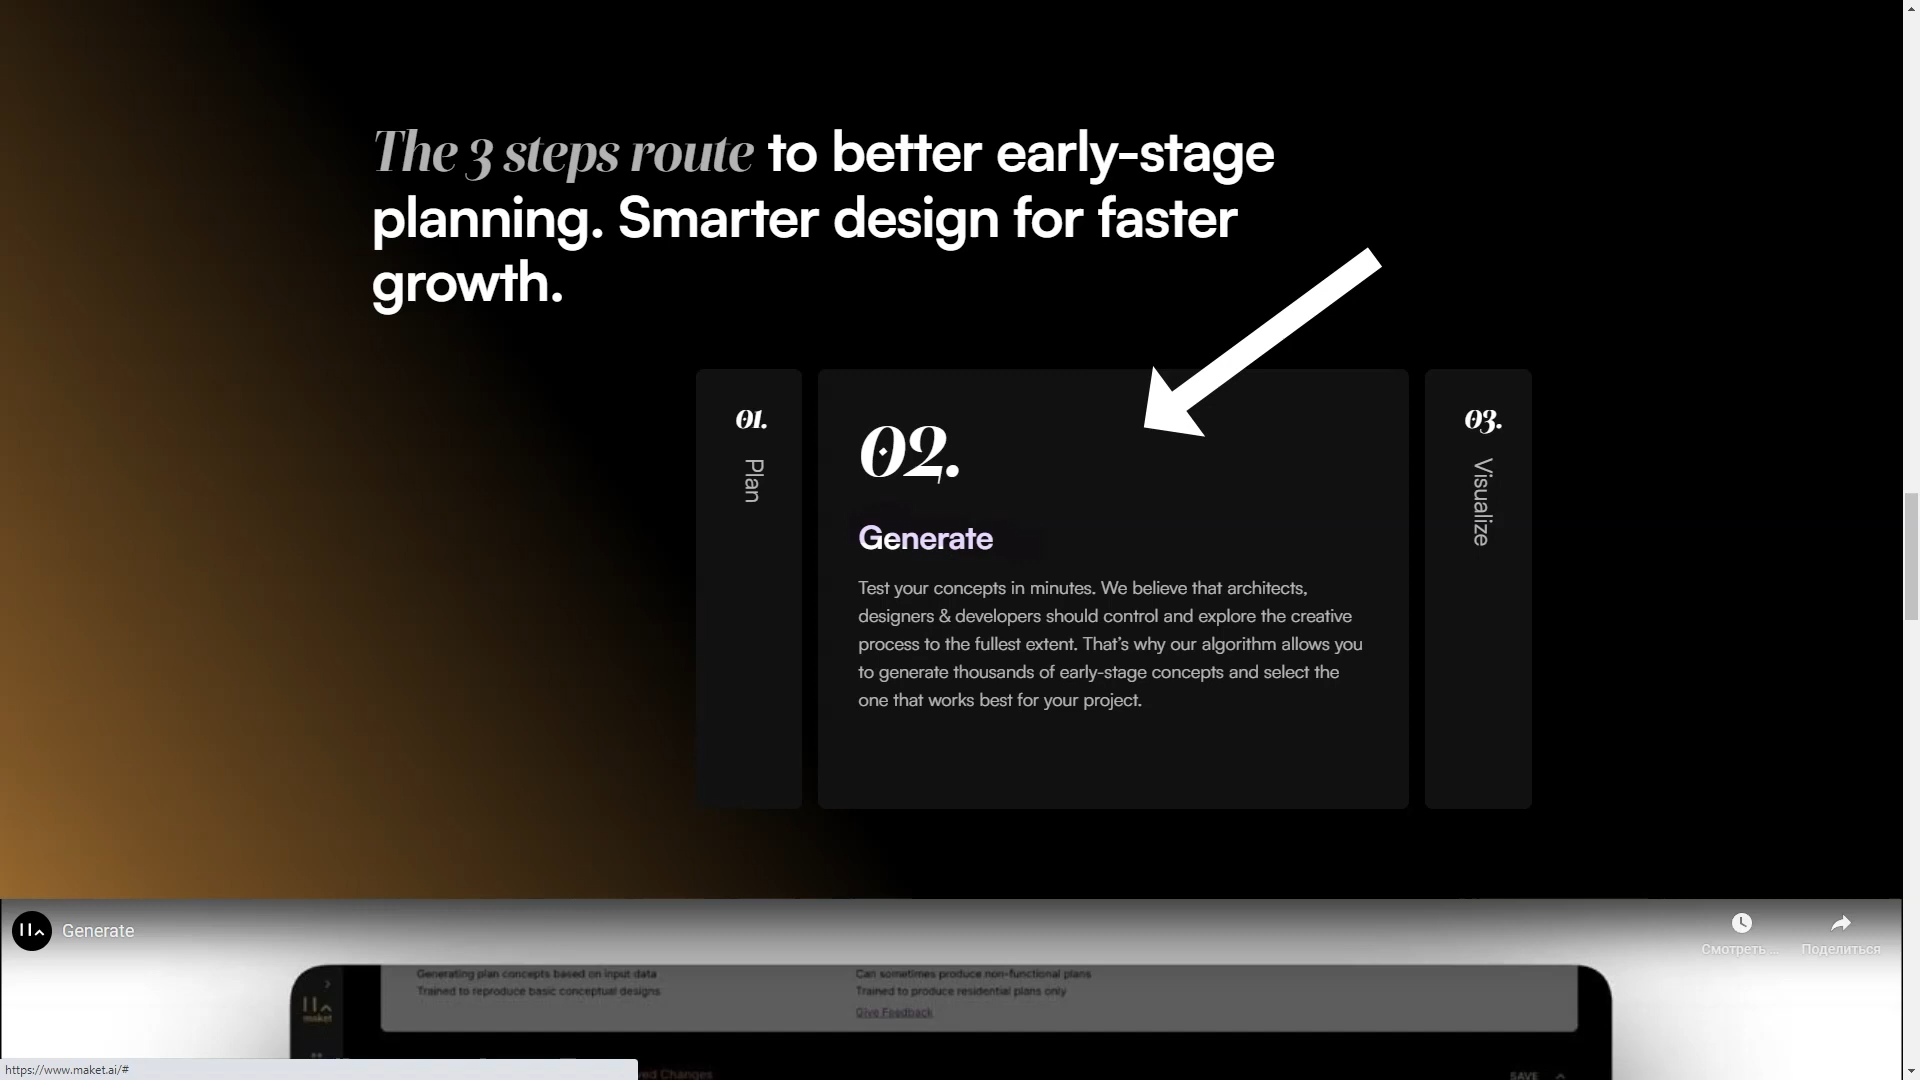 The 3 steps route to better early-stage
planning. Smarter design for faster
growth.
01.
Plan
02.
Generate
Test your concepts in minutes. We believe that architects,
designers & developers should control and explore the creative
process to the fullest extent. That's why our algorithm allows you
to generate thousands of early-stage concepts and select the
one that works best for your project.
03.
Visualize
Generate
Смотреть ...
Поделиться
Generating plan concepts based on input data
Trained to reproduce basic conceptual designs
Can sometimes produce non-functional plans
Trained to produce residential plans only
Give Feedback
maket
Changes
SAVE
https://www.maket.ai/#